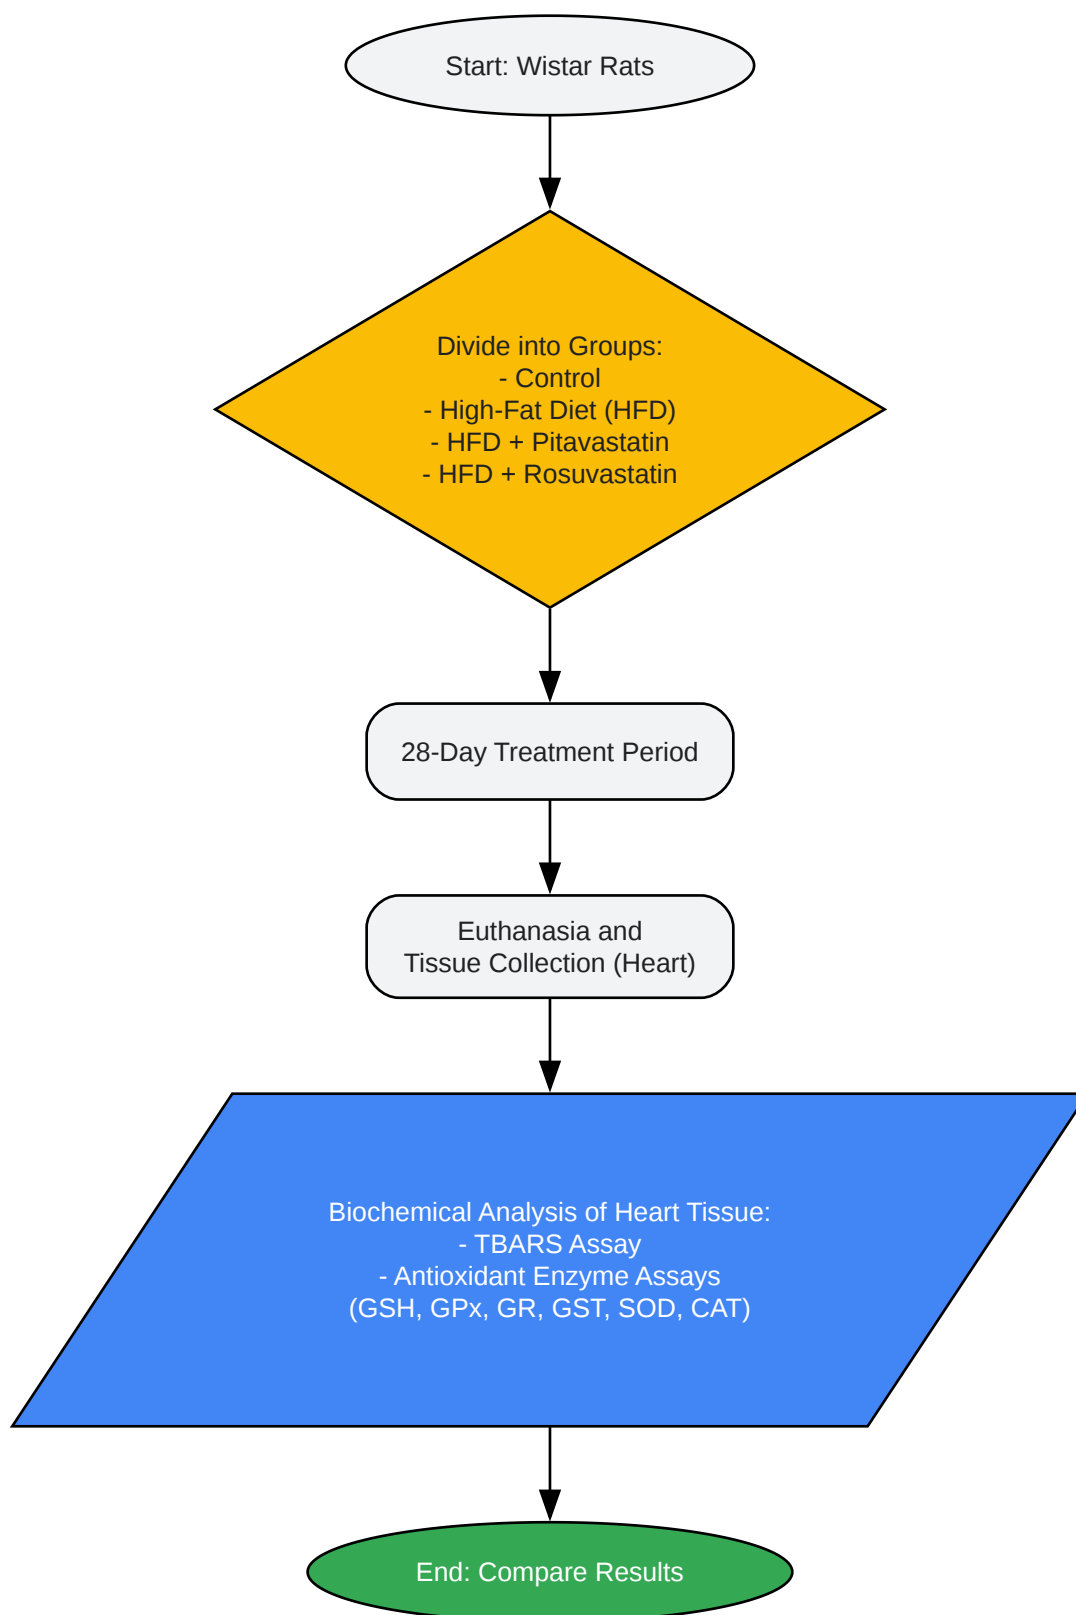 Start: Wistar Rats
Divide into Groups:
- Control
- High-Fat Diet (HFD)
- HFD + Pitavastatin
- HFD + Rosuvastatin
28-Day Treatment Period
Euthanasia and
Tissue Collection (Heart)
Biochemical Analysis of Heart Tissue:
- TBARS Assay
- Antioxidant Enzyme Assays
(GSH, GPx, GR, GST, SOD, CAT)
End: Compare Results